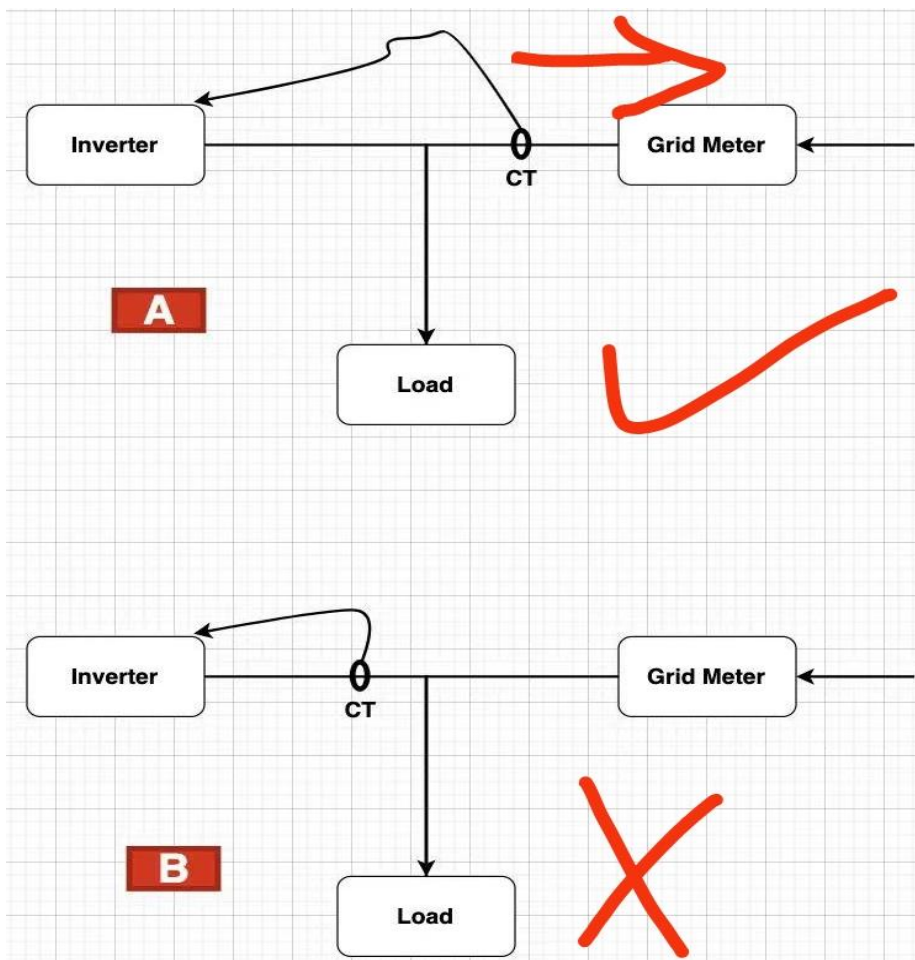 Inverter
Grid Meter
CT
A
Load
Inverter
Grid Meter
CT
B
Load